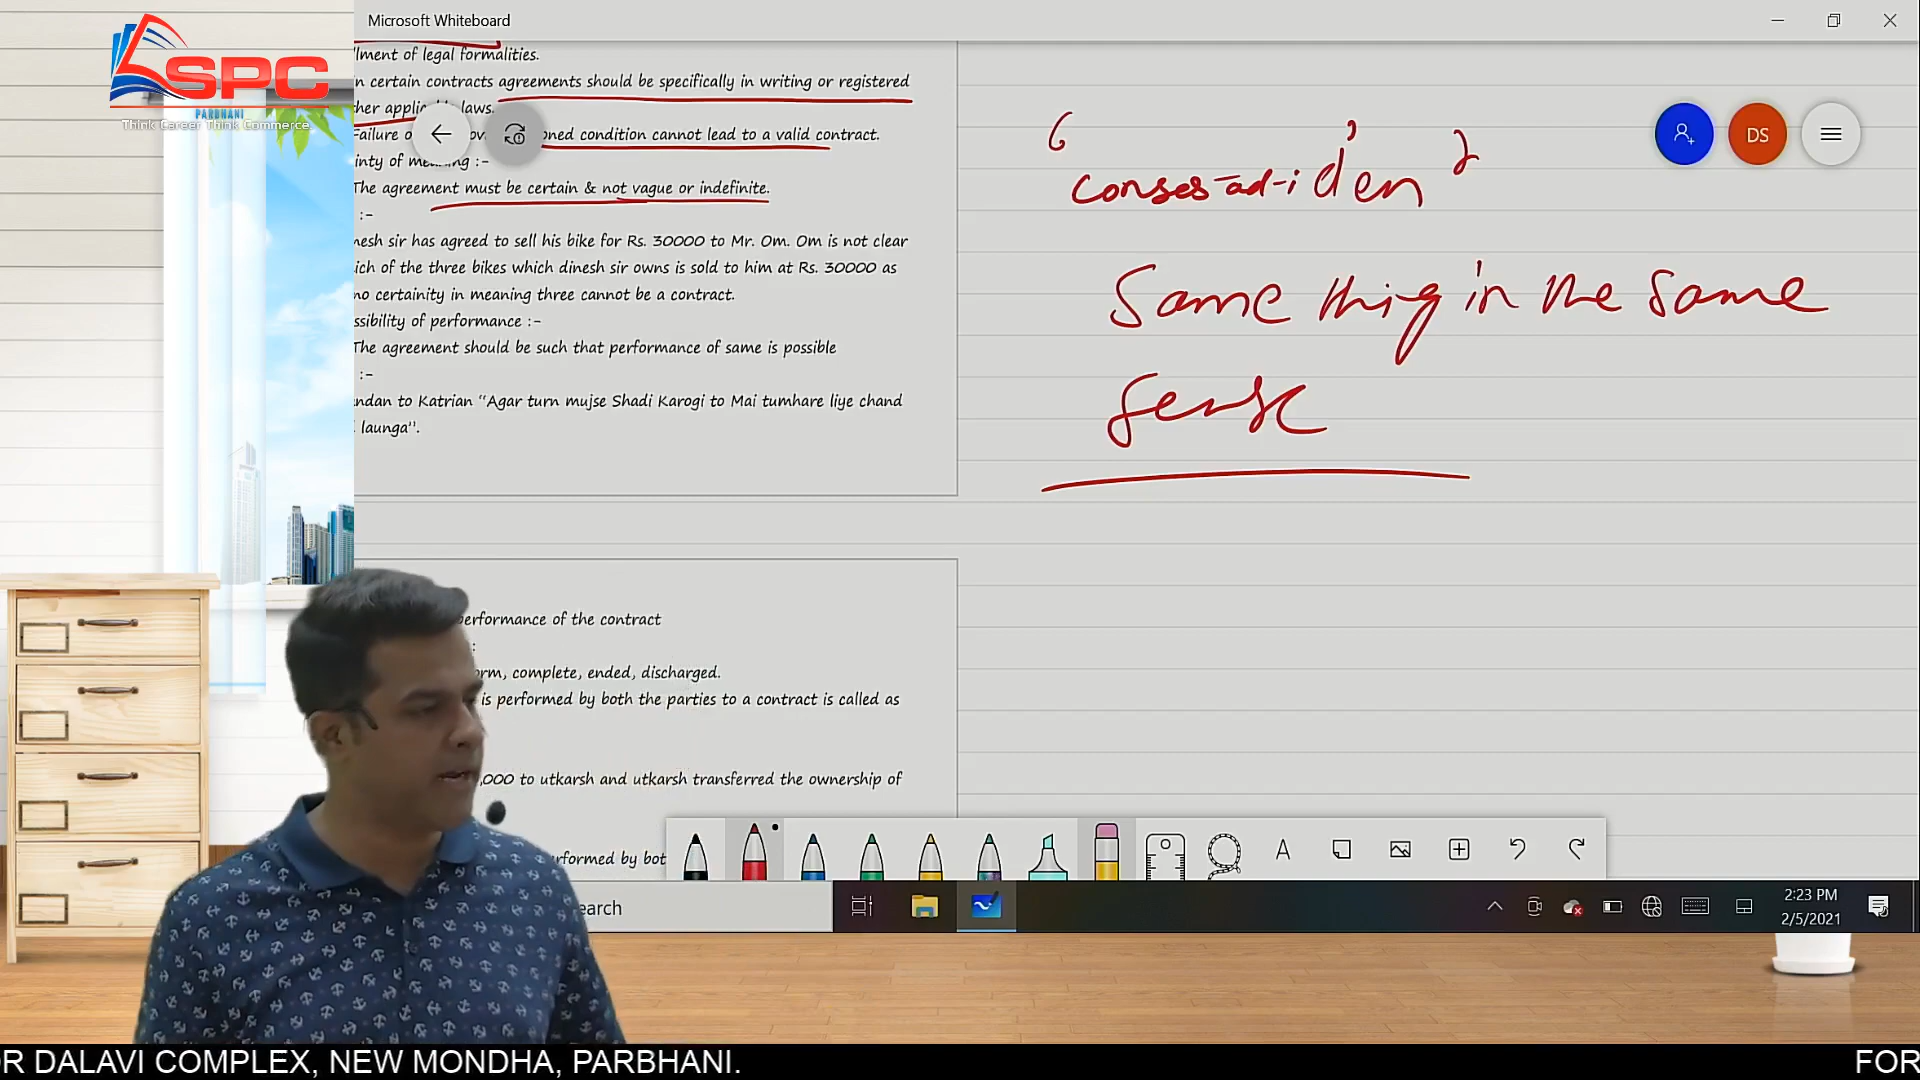 Microsoft Whiteboard
SPC
PARBHANI
Think Career Think Commerce.
llment of legal formalities.
n certain contracts agreements should be specifically in writing or registered
her applic laws.
Failure o ov oned condition cannot lead to a valid contract.
inty of meaning :-
The agreement must be certain & not vague or indefinite.
:-
nesh sir has agreed to sell his bike for Rs. 30000 to Mr. Om. Om is not clear
ich of the three bikes which dinesh sir owns is sold to him at Rs. 30000 as
no certainity in meaning three cannot be a contract.
ssibility of performance :-
The agreement should be such that performance of same is possible
:-
ndan to Katrian “Agar turn mujse Shadi Karogi to Mai tumhare liye chand
launga”.
conses-ad-iden
Same thing in the same
sense
DS
erformance of the contract
:
orm, complete, ended, discharged.
is performed by both the parties to a contract is called as
,000 to utkarsh and utkarsh transferred the ownership of
rformed by bot
earch
2:23 PM
2/5/2021
OR DALAVI COMPLEX, NEW MONDHA, PARBHANI.
FOR